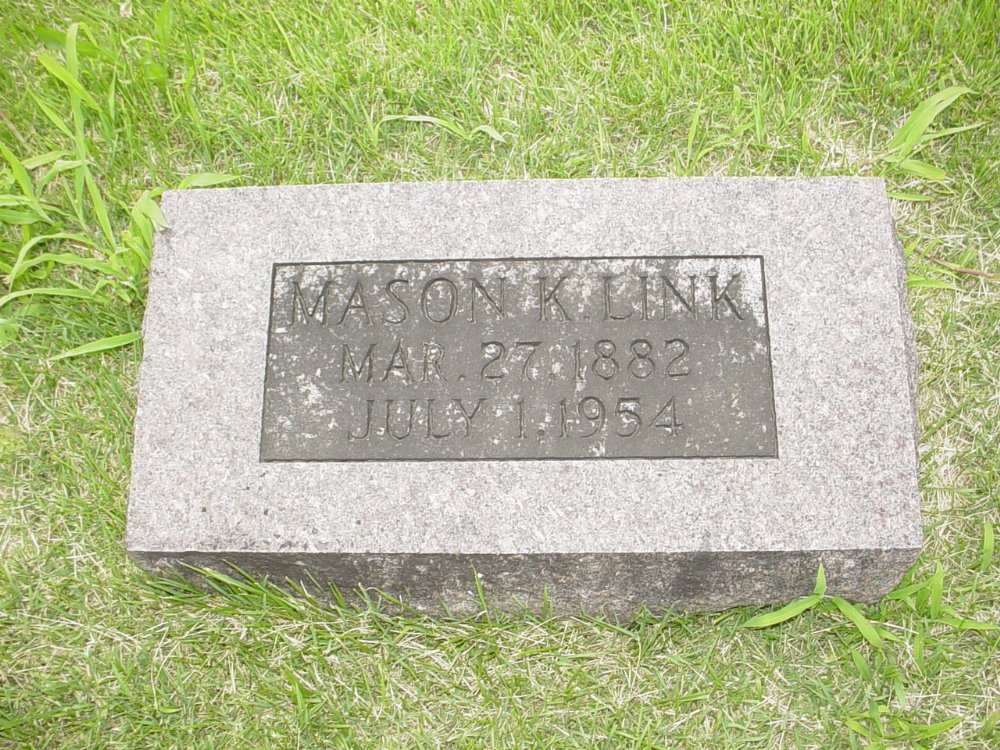 MASON K. LINK
MAR. 27, 1882
JULY 1, 1954